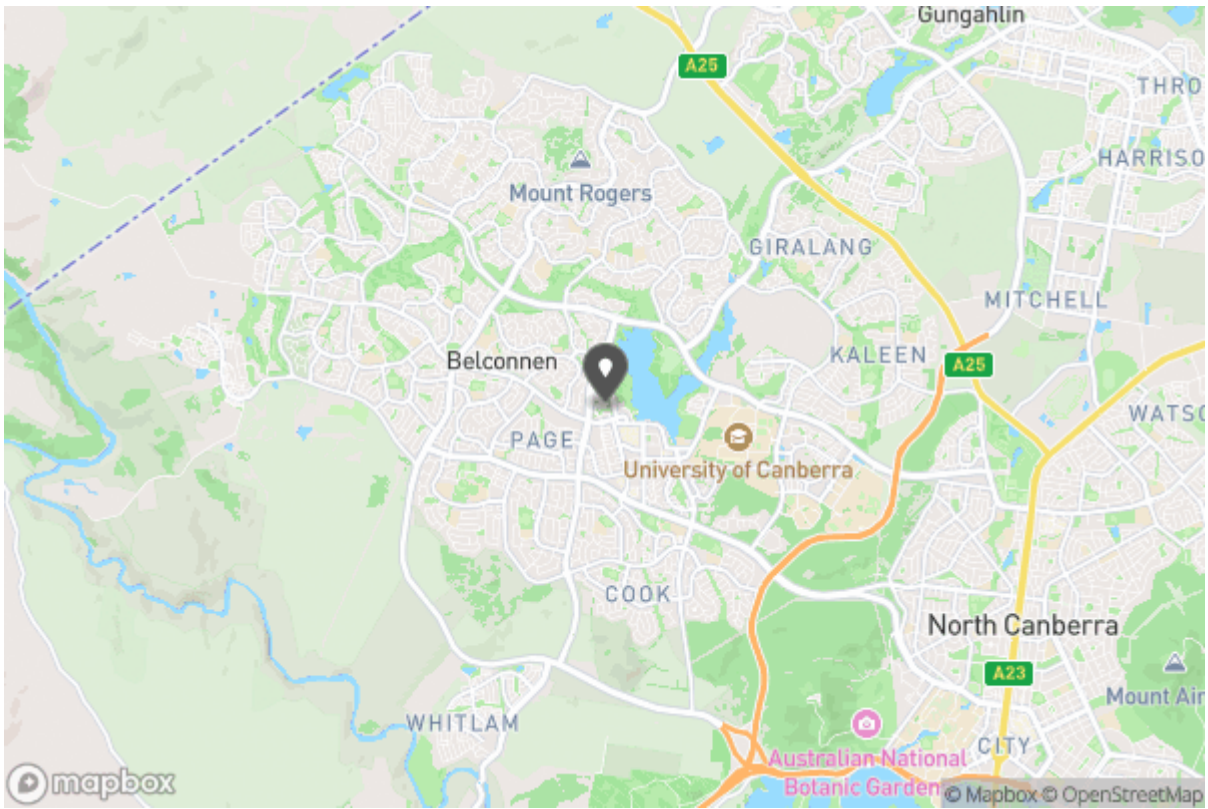 Gungahlin
A25
THRO
HARRISO
Mount Rogers
GIRALANG
MITCHELL
KALEEN
Belconnen
A25
WATSO
PAGE
University of Canberra
COOK
North Canberra
A23
Mount Ain
WHITLAM
CITY
Australian National
Botanic Garden
mapbox
© Mapbox © OpenStreetMap